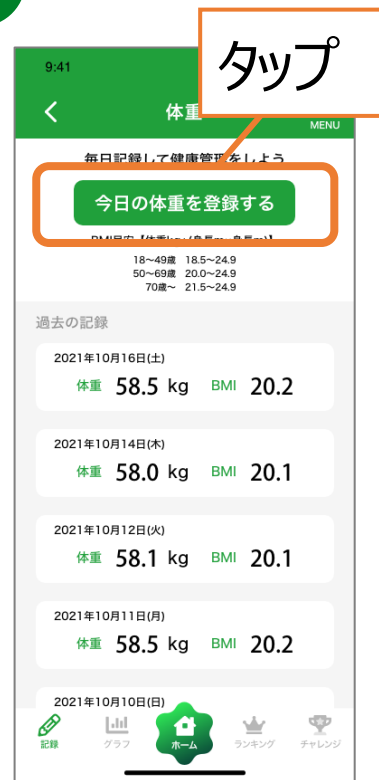 タップ
9:41
体重
MENU
毎日記録して健康管理をしよう
今日の体重を登録する
18~49歳 18.5~24.9
50~69歳 20.0~24.9
70歳~ 21.5~24.9
過去の記録
2021年10月16日(土)
体重 58.5 kg BMI 20.2
2021年10月14日(木)
体重 58.0 kg BMI 20.1
2021年10月12日(火)
体重 58.1 kg BMI 20.1
2021年10月11日(月)
体重 58.5 kg BMI 20.2
2021年10月10日(日)
記録 グラフ ホーム ランキング チャレンジ